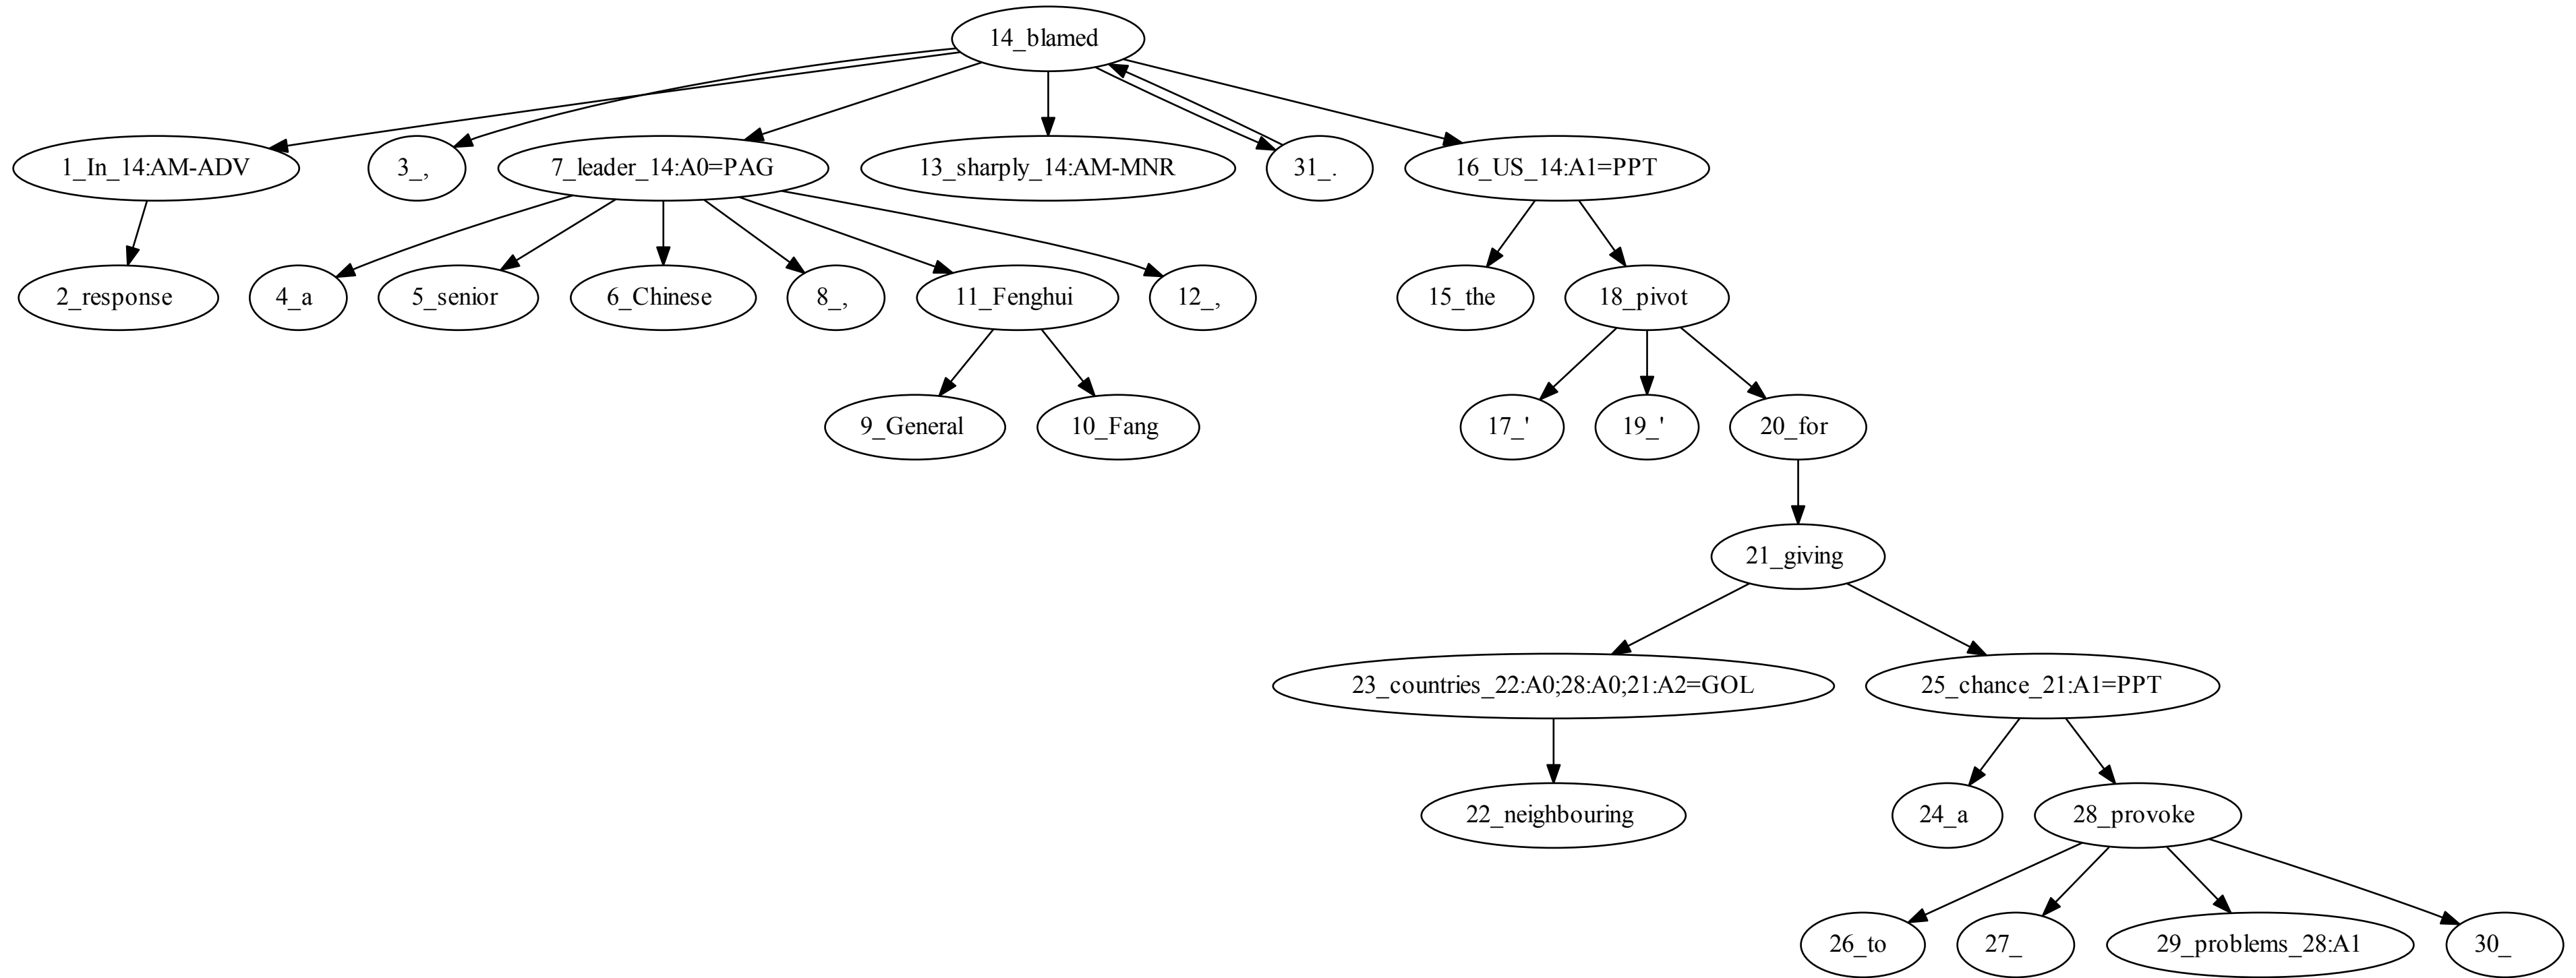 14_blamed
1_In_14:AM-ADV
3_,
7_leader_14:A0=PAG
13_sharply_14:AM-MNR
31_.
16_US_14:A1=PPT
2_response
4_a
5_senior
6_Chinese
8_,
11_Fenghui
12_,
15_the
18_pivot
9_General
10_Fang
17_'
19_'
20_for
21_giving
23_countries_22:A0;28:A0;21:A2=GOL
25_chance_21:A1=PPT
22_neighbouring
24_a
28_provoke
26_to
27_
29_problems_28:A1
30_